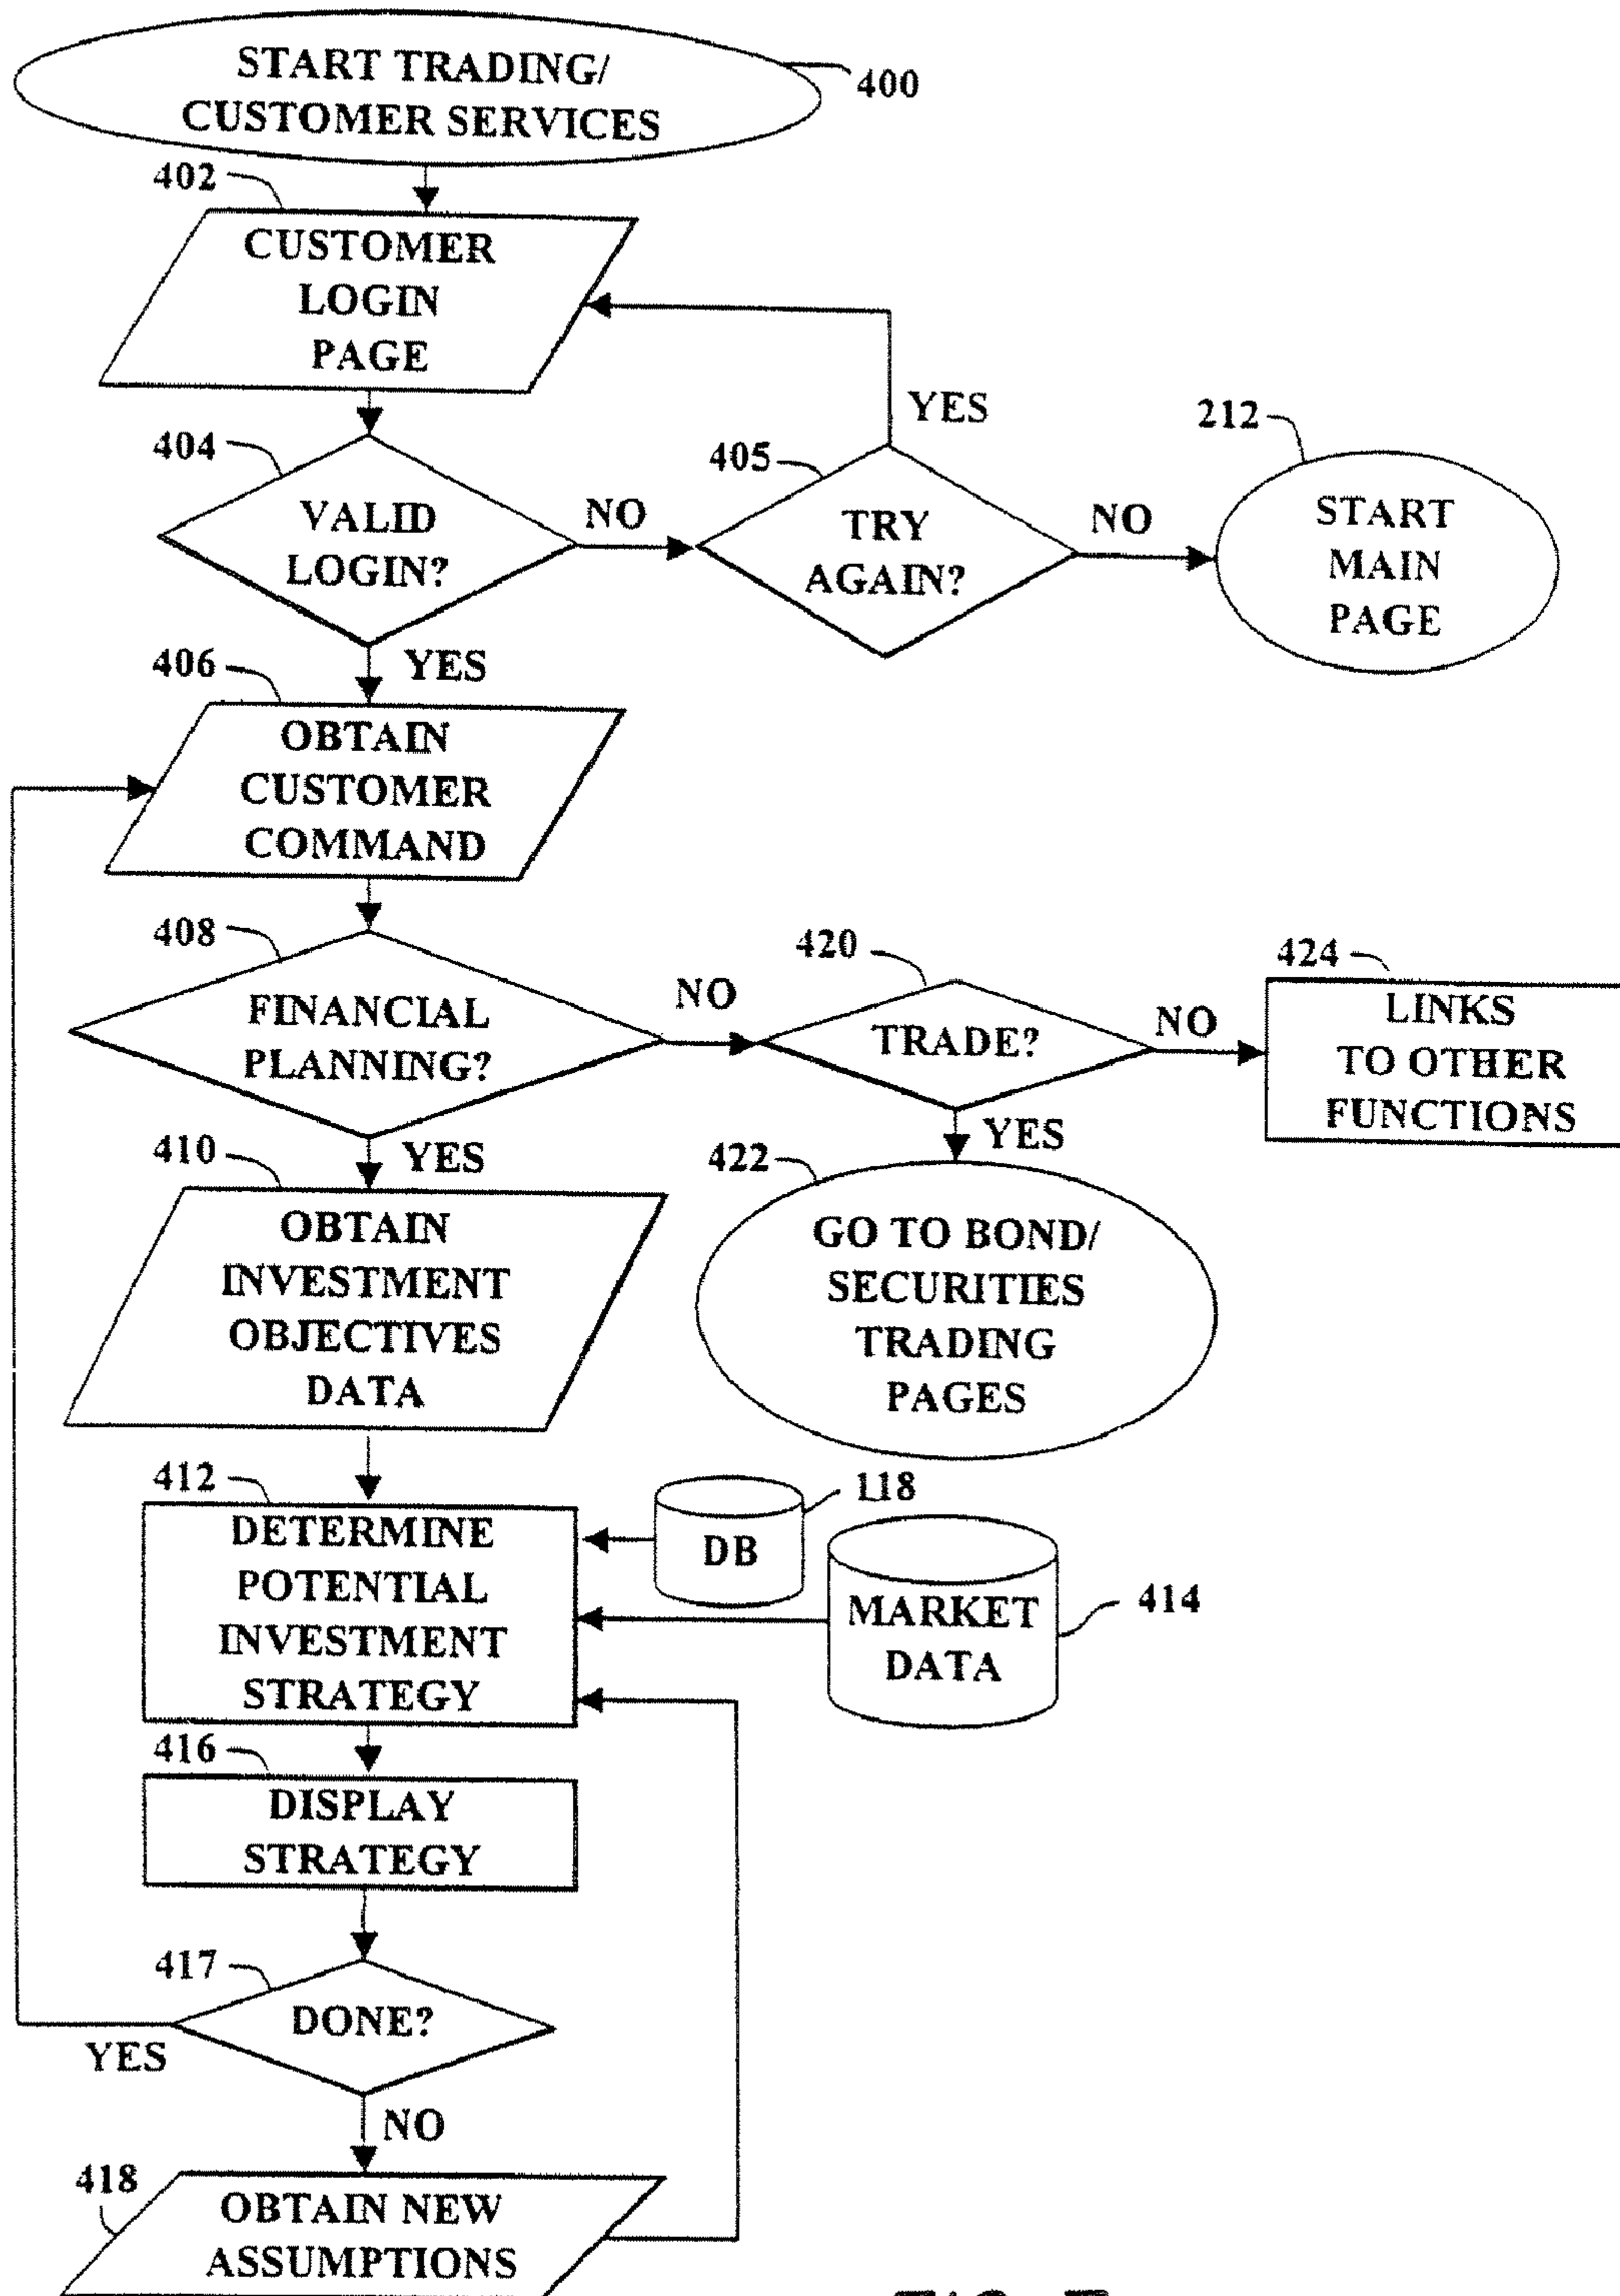 START TRADING/
CUSTOMER SERVICES
400
402
CUSTOMER
LOGIN
PAGE
YES
404
VALID
LOGIN?
NO
405
TRY
AGAIN?
NO
212
START
MAIN
PAGE
YES
406
OBTAIN
CUSTOMER
COMMAND
408
FINANCIAL
PLANNING?
NO
420
TRADE?
NO
424
LINKS
TO OTHER
FUNCTIONS
YES
YES
410
OBTAIN
INVESTMENT
OBJECTIVES
DATA
422
GO TO BOND/
SECURITIES
TRADING
PAGES
412
DETERMINE
POTENTIAL
INVESTMENT
STRATEGY
DB
118
MARKET
DATA
414
416
DISPLAY
STRATEGY
417
DONE?
YES
NO
418
OBTAIN NEW
ASSUMPTIONS